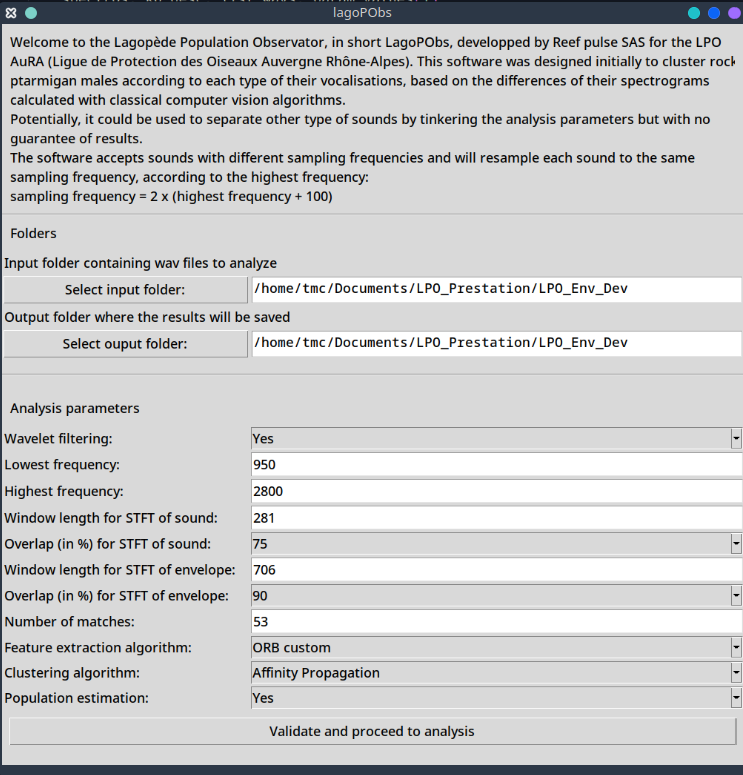 lagoPObs
Welcome to the Lagopède Population Observator, in short LagoPObs, developped by Reef pulse SAS for the LPO
AuRA (Ligue de Protection des Oiseaux Auvergne Rhône-Alpes). This software was designed initially to cluster rock
ptarmigan males according to each type of their vocalisations, based on the differences of their spectrograms
calculated with classical computer vision algorithms.
Potentially, it could be used to separate other type of sounds by tinkering the analysis parameters but with no
guarantee of results.
The software accepts sounds with different sampling frequencies and will resample each sound to the same
sampling frequency, according to the highest frequency:
sampling frequency = 2 x (highest frequency + 100)
Folders
Input folder containing wav files to analyze
Select input folder: /home/tmc/Documents/LPO_Prestation/LPO_Env_Dev
Output folder where the results will be saved
Select ouput folder: /home/tmc/Documents/LPO_Prestation/LPO_Env_Dev
Analysis parameters
Wavelet filtering: Yes
Lowest frequency: 950
Highest frequency: 2800
Window length for STFT of sound: 281
Overlap (in %) for STFT of sound: 75
Window length for STFT of envelope: 706
Overlap (in %) for STFT of envelope: 90
Number of matches: 53
Feature extraction algorithm: ORB custom
Clustering algorithm: Affinity Propagation
Population estimation: Yes
Validate and proceed to analysis